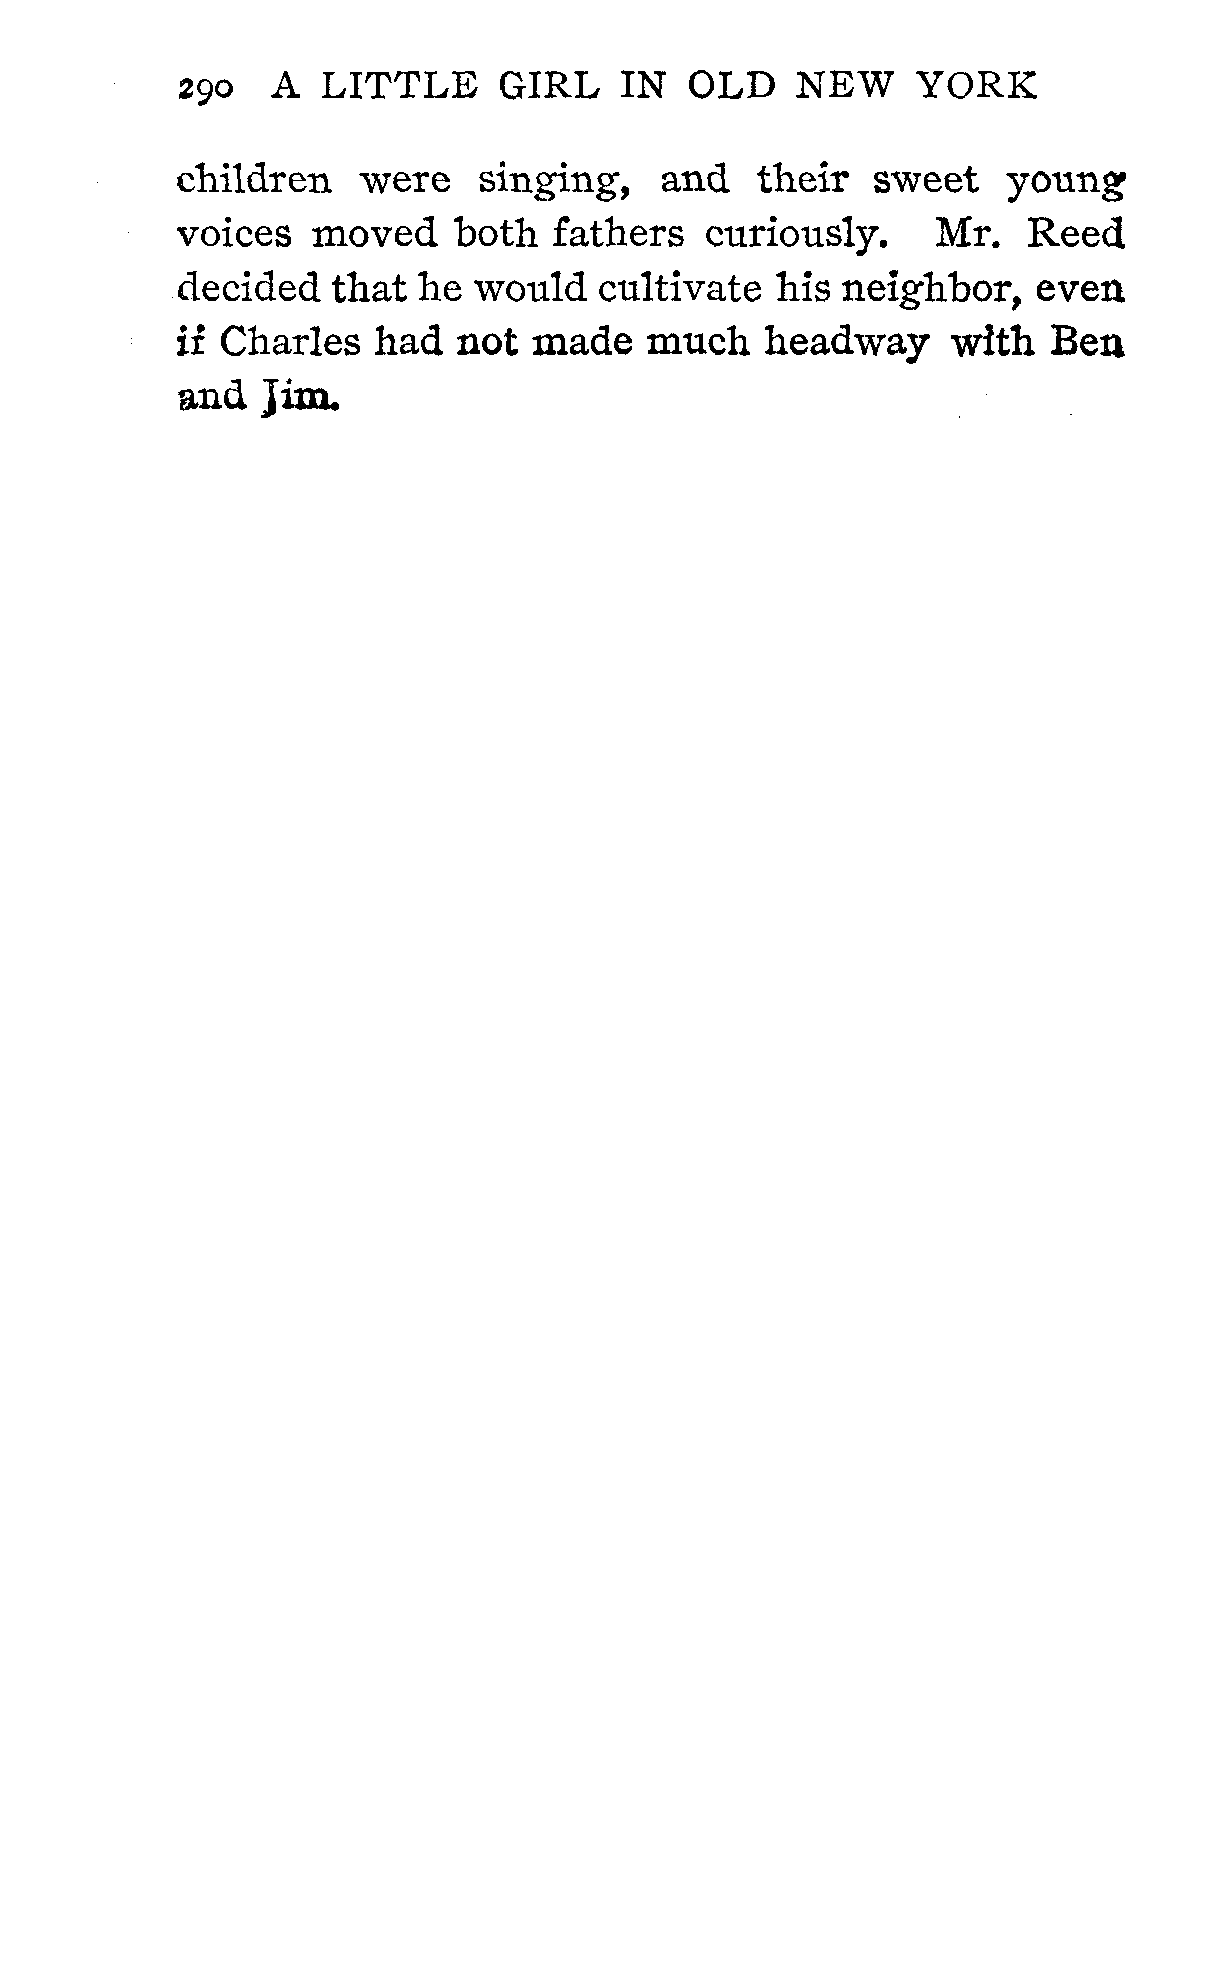 290 A LITTLE GIRL IN OLD NEW YORK
children were singing, and their sweet young
voices moved both fathers curiously. Mr. Reed
decided that he would cultivate his neighbor, even
if Charles had not made much headway with Ben
and Jim.